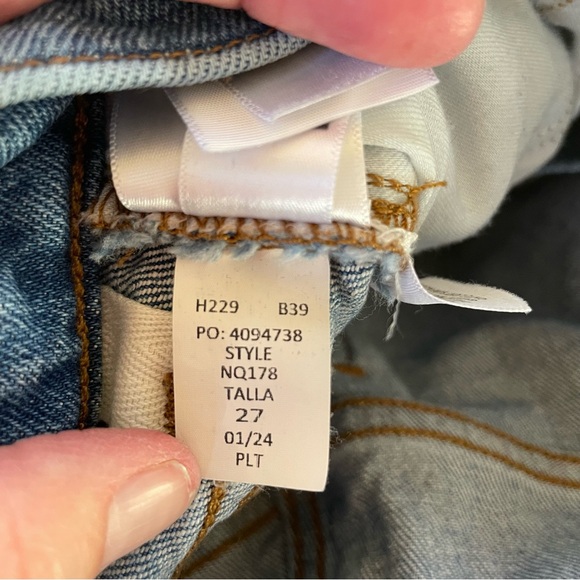 H229 B39
PO: 4094738
STYLE
NQ178
TALLA
27
01/24
PLT